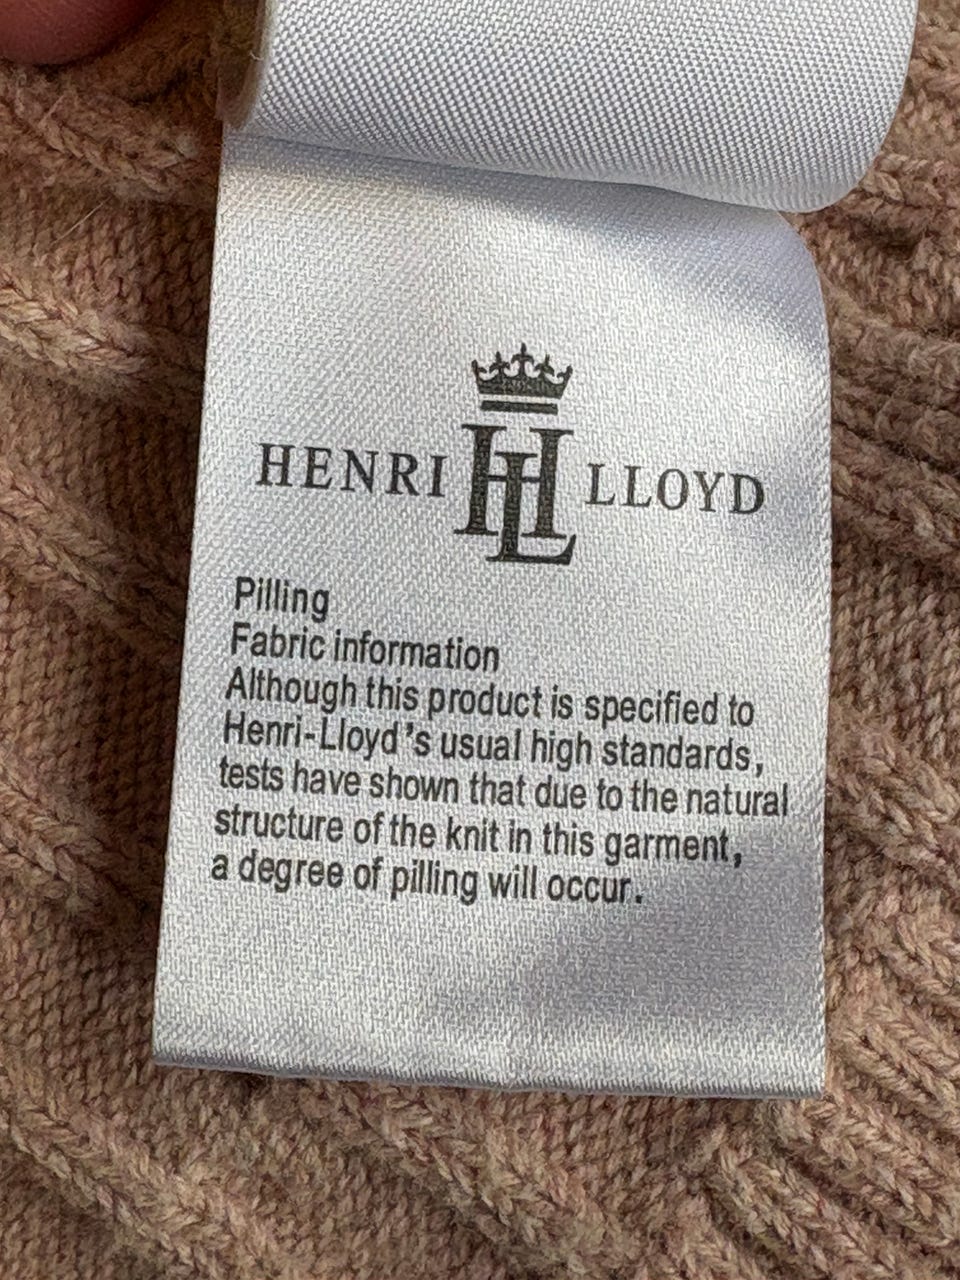 HENRI HL LLOYD
Pilling
Fabric information
Although this product is specified to
Henri-Lloyd's usual high standards,
tests have shown that due to the natural
structure of the knit in this garment,
a degree of pilling will occur.